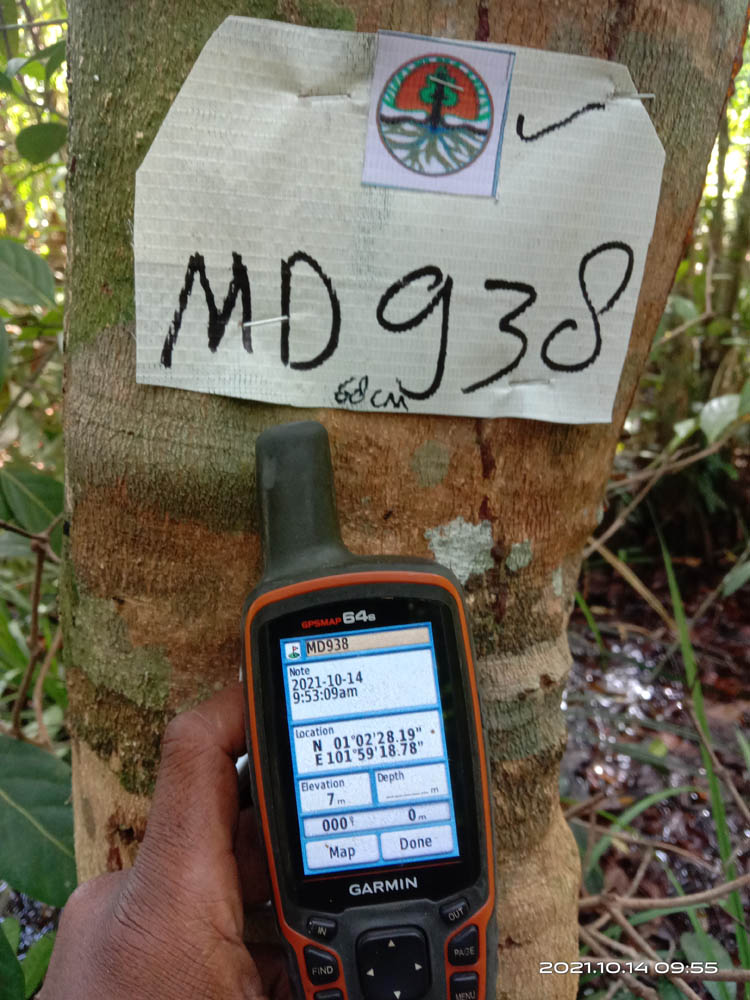 MD 938
68 cm
GPSMAP 64s
MD938
Note
2021-10-14
9:53:09am
Location
N 01°02'28.19"
E 101°59'18.78"
Elevation
7 m
Depth
_____ m
000°
0 m
Map
Done
GARMIN
IN
OUT
FIND
PAGE
MENU
2021.10.14 09:55